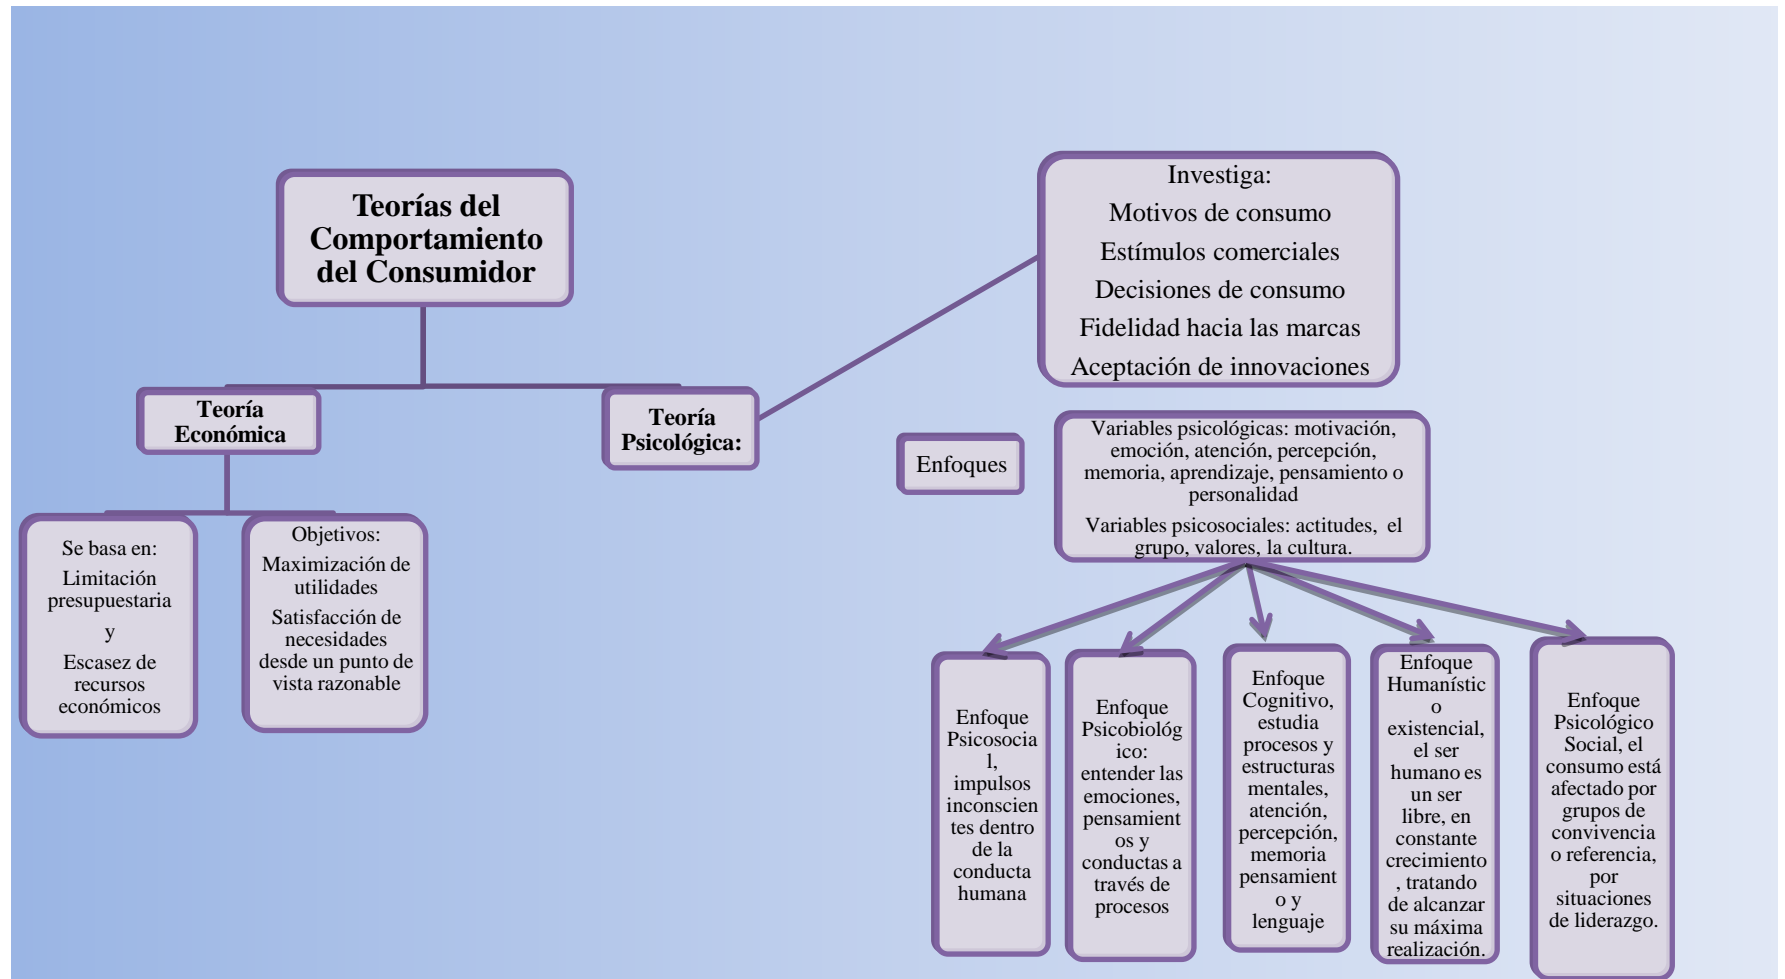 Teorías del
Comportamiento
del Consumidor
Teoría
Económica
Teoría
Psicológica:
Se basa en:
Limitación
presupuestaria
y
Escasez de
recursos
económicos
Objetivos:
Maximización de
utilidades
Satisfacción de
necesidades
desde un punto de
vista razonable
Investiga:
Motivos de consumo
Estímulos comerciales
Decisiones de consumo
Fidelidad hacia las marcas
Aceptación de innovaciones
Enfoques
Variables psicológicas: motivación,
emoción, atención, percepción,
memoria, aprendizaje, pensamiento o
personalidad
Variables psicosociales: actitudes,  el
grupo, valores, la cultura.
Enfoque
Psicosocia
l,
impulsos
inconscien
tes dentro
de la
conducta
humana
Enfoque
Psicobiológ
ico:
entender las
emociones,
pensamient
os y
conductas a
través de
procesos
Enfoque
Cognitivo,
estudia
procesos y
estructuras
mentales,
atención,
percepción,
memoria
pensamient
o y
lenguaje
Enfoque
Humanístic
o
existencial,
el ser
humano es
un ser
libre, en
constante
crecimiento
, tratando
de alcanzar
su máxima
realización.
Enfoque
Psicológico
Social, el
consumo está
afectado por
grupos de
convivencia
o referencia,
por
situaciones
de liderazgo.